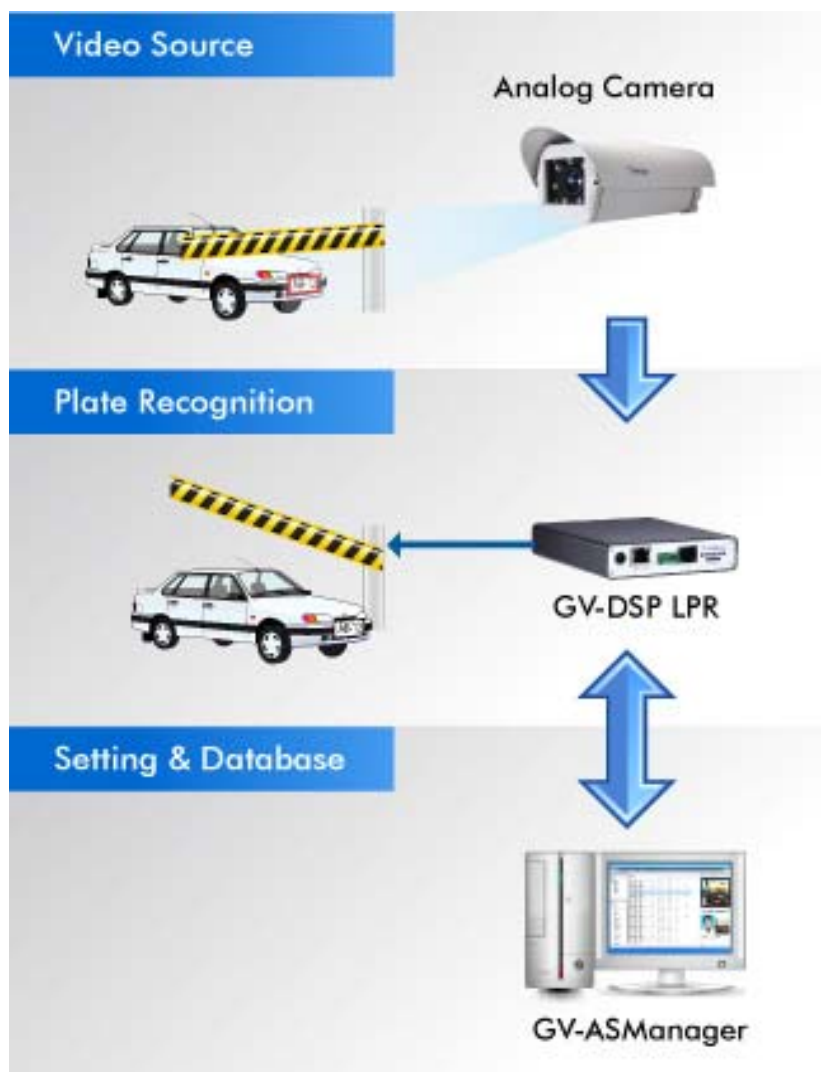 Video Source
Analog Camera
Plate Recognition
GV-DSP LPR
Setting & Database
GV-ASManager